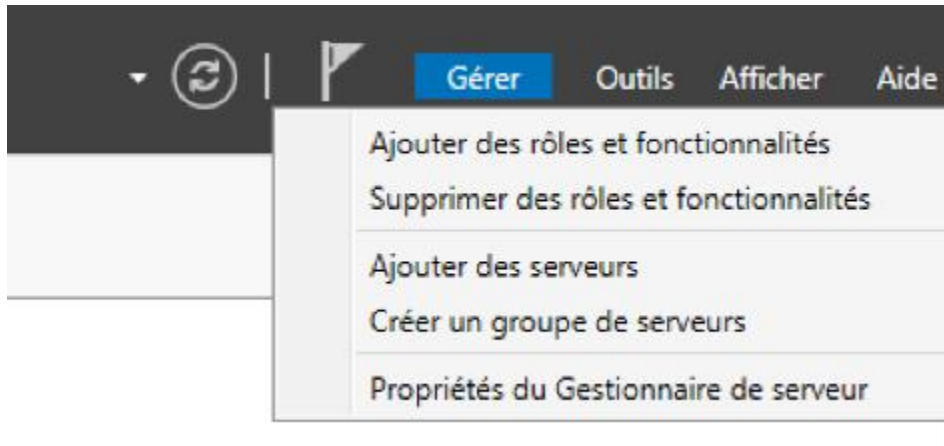 Gérer Outils Afficher Aide
Ajouter des rôles et fonctionnalités
Supprimer des rôles et fonctionnalités
Ajouter des serveurs
Créer un groupe de serveurs
Propriétés du Gestionnaire de serveur